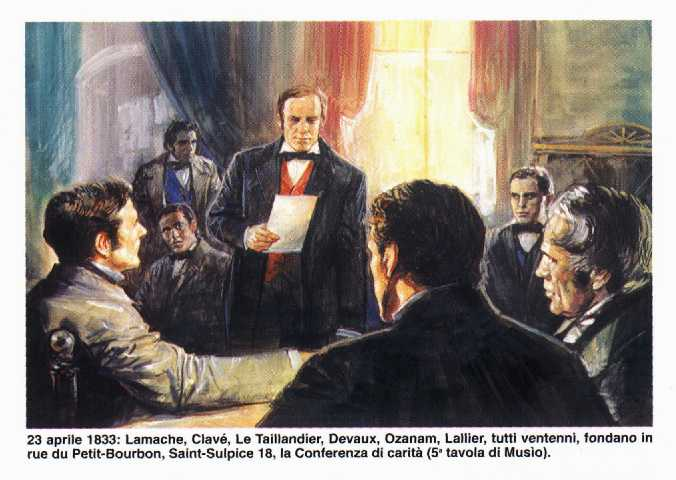 23 aprile 1833: Lamache, Clavé, Le Taillandier, Devaux, Ozanam, Lallier, tutti ventenni, fondano in
rue du Petit-Bourbon, Saint-Sulpice 18, la Conferenza di carità (5ª tavola di Musìo).